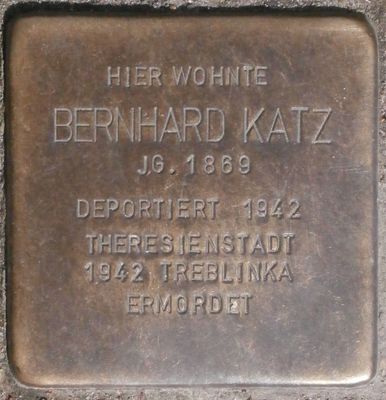 HIER WOHNTE
BERNHARD KATZ
JG. 1869
DEPORTIERT 1942
THERESIENSTADT
1942 TREBLINKA
ERMORDET